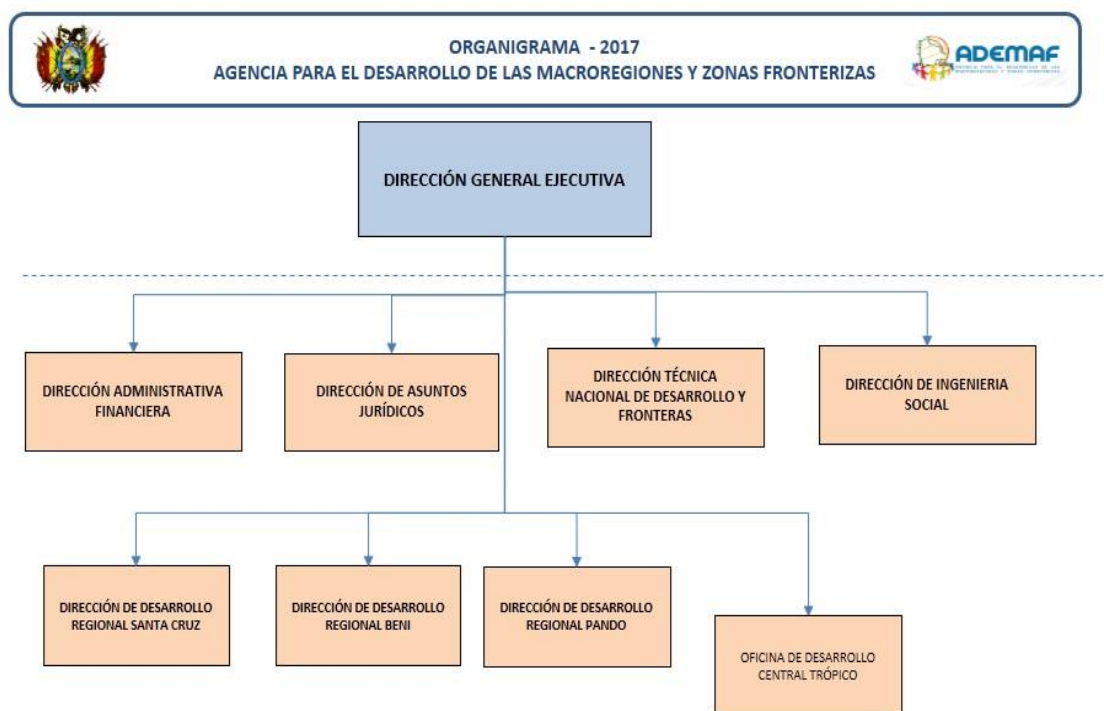 ORGANIGRAMA - 2017
AGENCIA PARA EL DESARROLLO DE LAS MACROREGIONES Y ZONAS FRONTERIZAS
ADEMAF
DIRECCIÓN GENERAL EJECUTIVA
DIRECCIÓN ADMINISTRATIVA
FINANCIERA
DIRECCIÓN DE ASUNTOS
JURÍDICOS
DIRECCIÓN TÉCNICA
NACIONAL DE DESARROLLO Y
FRONTERAS
DIRECCIÓN DE INGENIERIA
SOCIAL
DIRECCIÓN DE DESARROLLO
REGIONAL SANTA CRUZ
DIRECCIÓN DE DESARROLLO
REGIONAL BENI
DIRECCIÓN DE DESARROLLO
REGIONAL PANDO
OFICINA DE DESARROLLO
CENTRAL TRÓPICO